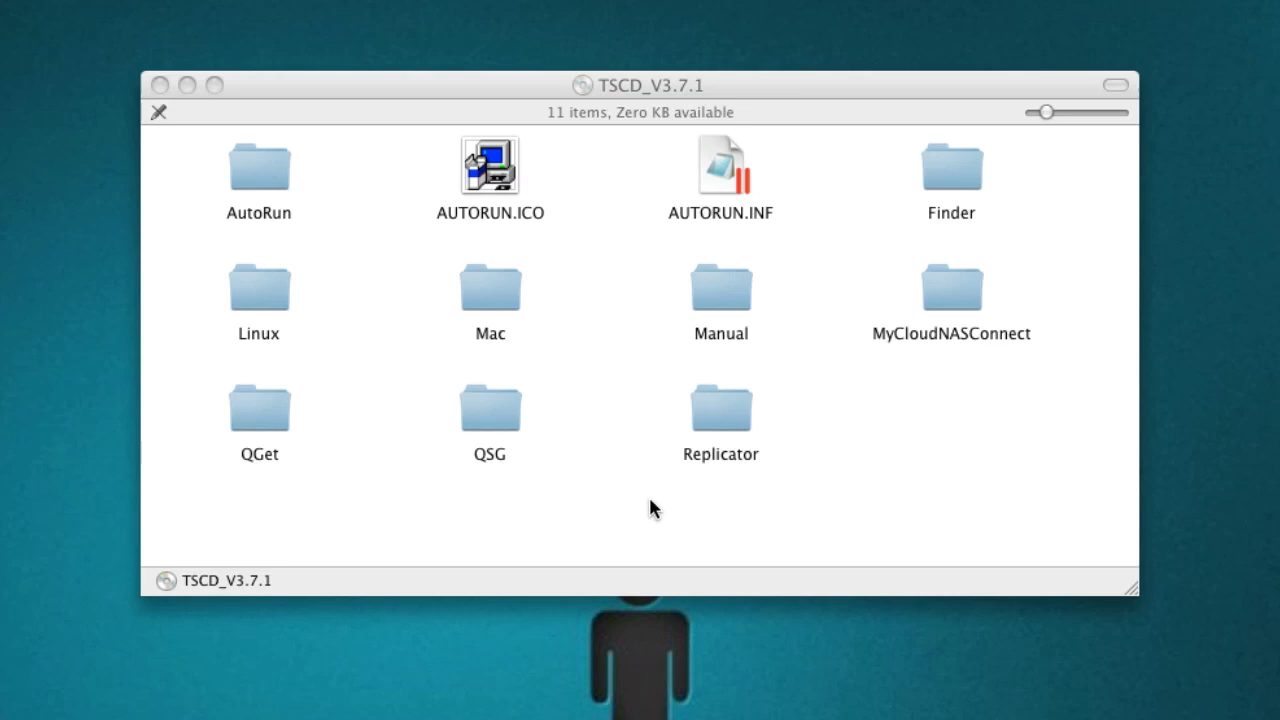 TSCD_V3.7.1
11 items, Zero KB available
AutoRun
AUTORUN.ICO
AUTORUN.INF
Finder
Linux
Mac
Manual
MyCloudNASConnect
QGet
QSG
Replicator
TSCD_V3.7.1